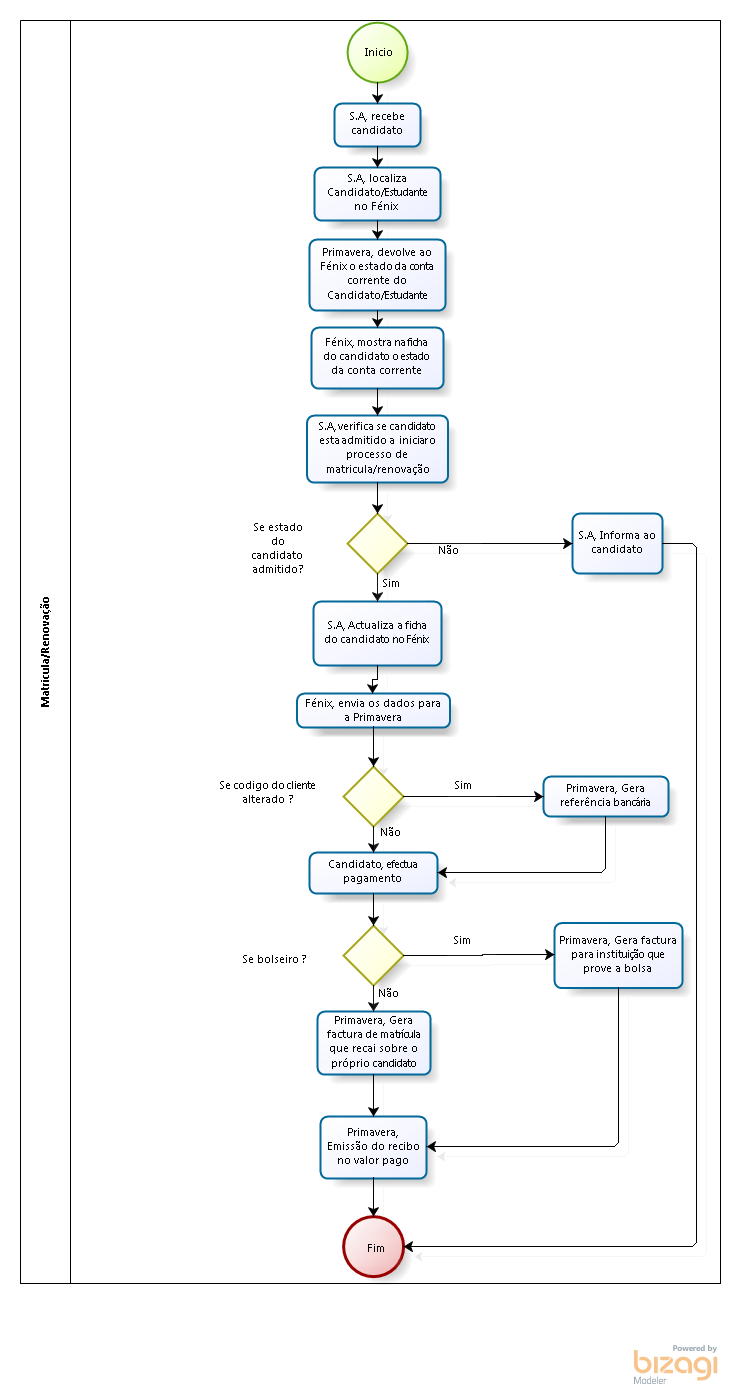 Inicio
S.A, recebe
candidato
S.A, localiza
Candidato/Estudante
no Fénix
Primavera, devolve ao
Fénix o estado da conta
corrente do
Candidato/Estudante
Fénix, mostra na ficha
do candidato o estado
da conta corrente
S.A, verifica se candidato
esta admitido a iniciar o
processo de
matricula/renovação
Se estado
do
candidato
admitido?
Não
S.A, Informa ao
candidato
Sim
S.A, Actualiza a ficha
do candidato no Fénix
Matricula/Renovação
Fénix, envia os dados para
a Primavera
Se codigo do cliente
alterado ?
Sim
Primavera, Gera
referência bancária
Não
Candidato, efectua
pagamento
Se bolseiro ?
Sim
Primavera, Gera factura
para instituição que
prove a bolsa
Não
Primavera, Gera
factura de matrícula
que recai sobre o
próprio candidato
Primavera,
Emissão do recibo
no valor pago
Fim
Powered by
bizagi
Modeler